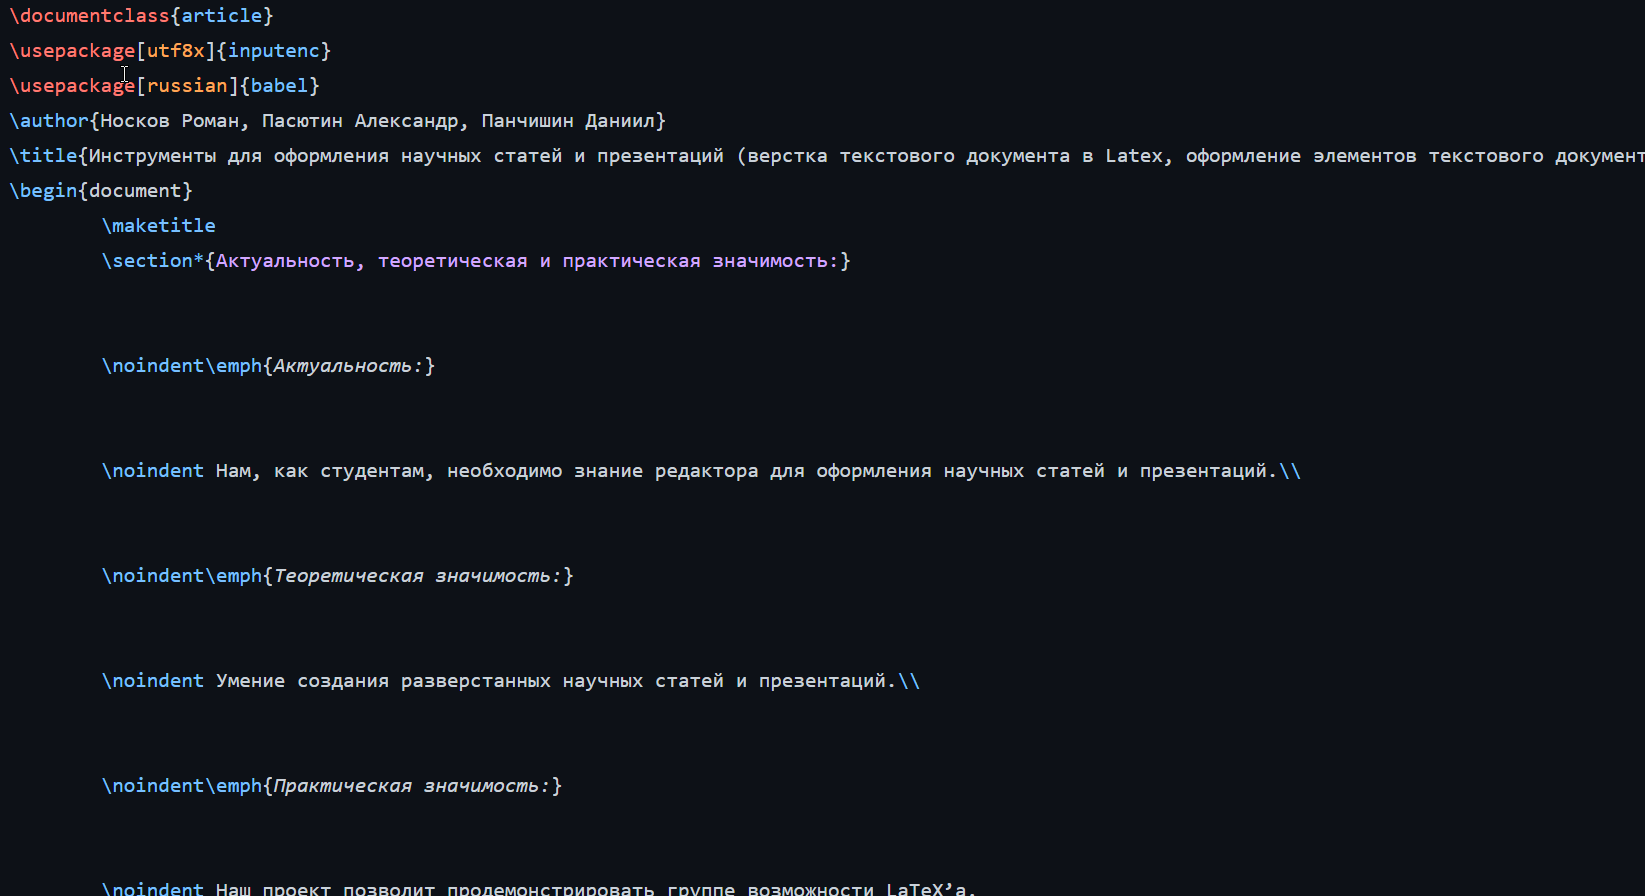 \documentclass{article}
\usepackage[utf8x]{inputenc}
\usepackage[russian]{babel}
\author{Носков Роман, Пасютин Александр, Панчишин Даниил}
\title{Инструменты для оформления научных статей и презентаций (верстка текстового документа в Latex, оформление элементов текстового документ
\begin{document}
\maketitle
\section*{Актуальность, теоретическая и практическая значимость:}
\noindent\emph{Актуальность:}
\noindent Нам, как студентам, необходимо знание редактора для оформления научных статей и презентаций.\\
\noindent\emph{Теоретическая значимость:}
\noindent Умение создания разверстанных научных статей и презентаций.\\
\noindent\emph{Практическая значимость:}
\noindent Наш проект позволит продемонстрировать группе возможности LaTeX’а.